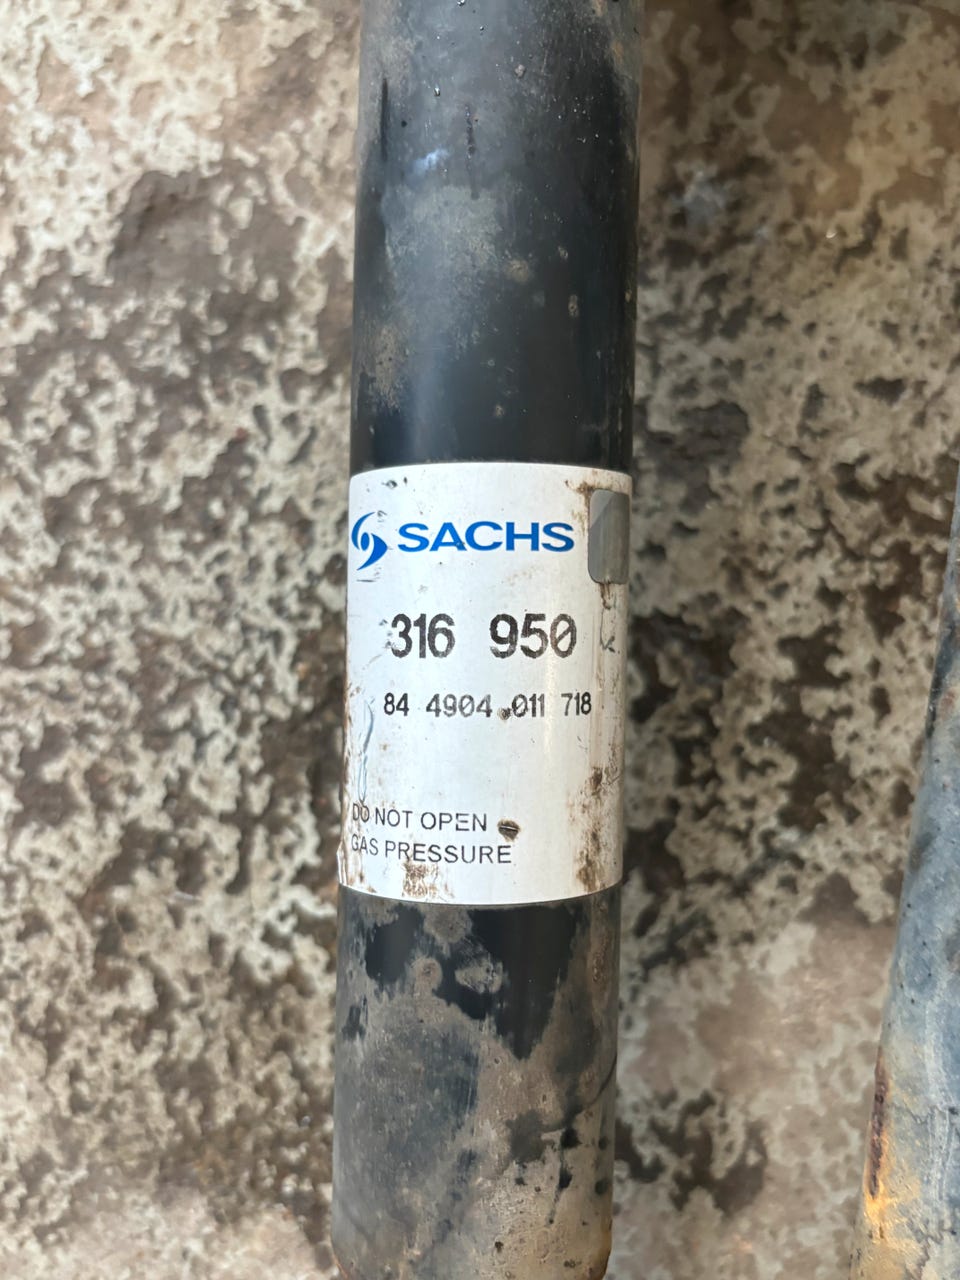 SACHS
316 950
84 4904 011 718
DO NOT OPEN
GAS PRESSURE